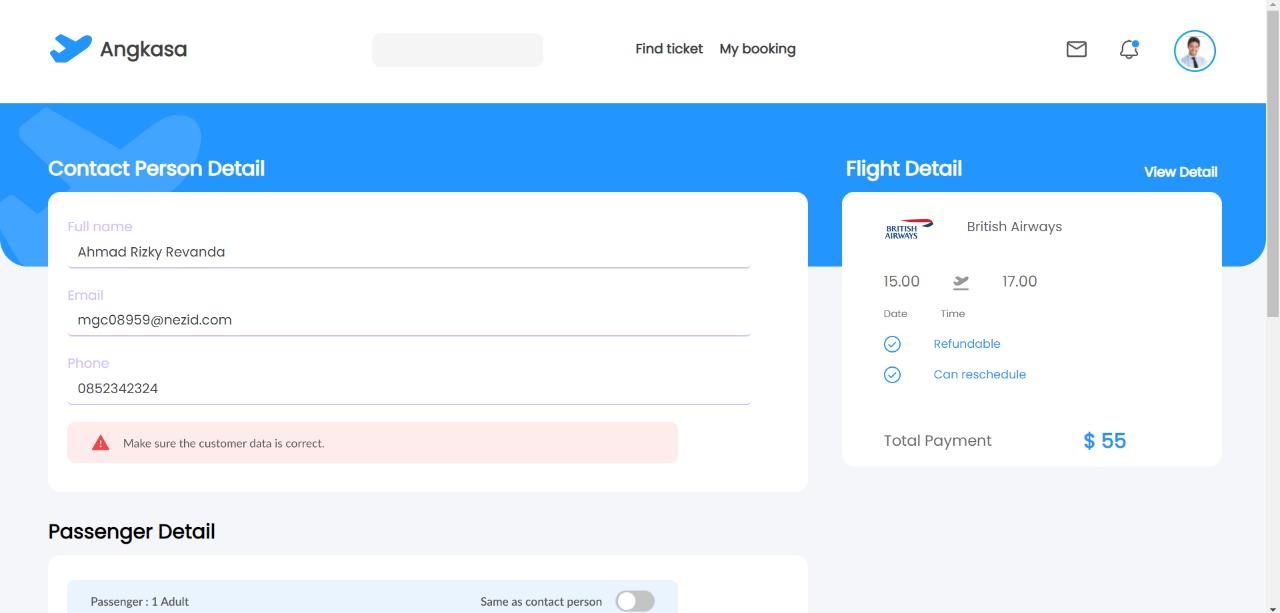 Angkasa
Find ticket My booking
Contact Person Detail
Full name
Ahmad Rizky Revanda
Email
mgc08959@nezid.com
Phone
0852342324
Make sure the customer data is correct.
Flight Detail
View Detail
BRITISH AIRWAYS
British Airways
15.00 17.00
Date Time
Refundable
Can reschedule
Total Payment $ 55
Passenger Detail
Passenger : 1 Adult
Same as contact person